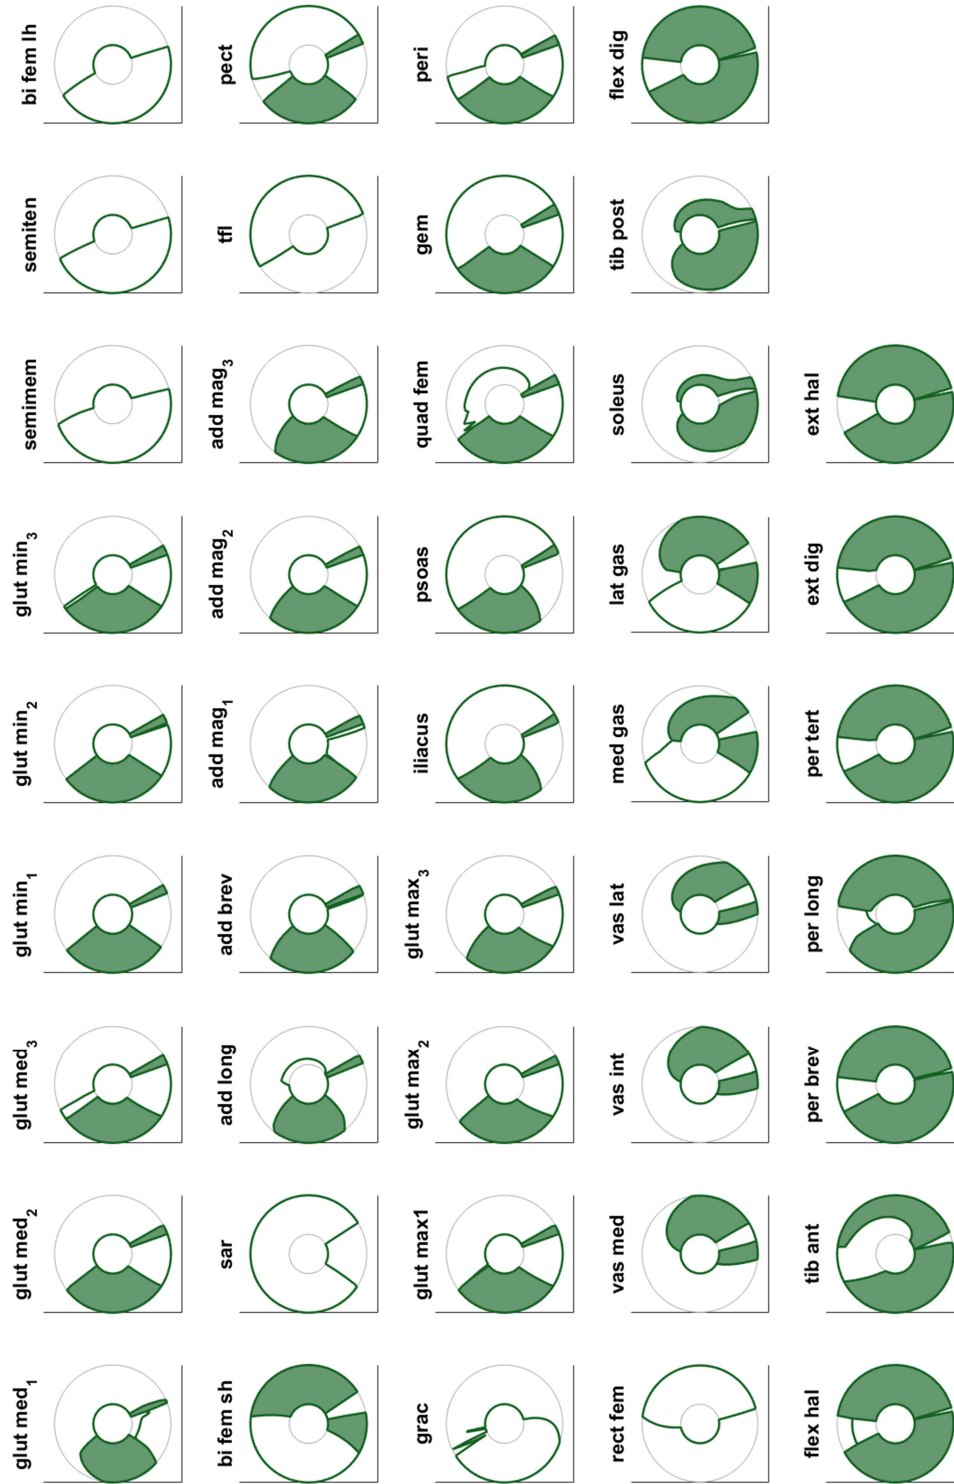 glut med₁
glut med₂
glut med₃
glut min₁
glut min₂
glut min₃
semimem
semiten
bi fem lh
bi fem sh
sar
add long
add brev
add mag₁
add mag₂
add mag₃
tfl
pect
grac
glut max1
glut max₂
glut max₃
iliacus
psoas
quad fem
gem
peri
rect fem
vas med
vas int
vas lat
med gas
lat gas
soleus
tib post
flex dig
flex hal
tib ant
per brev
per long
per tert
ext dig
ext hal